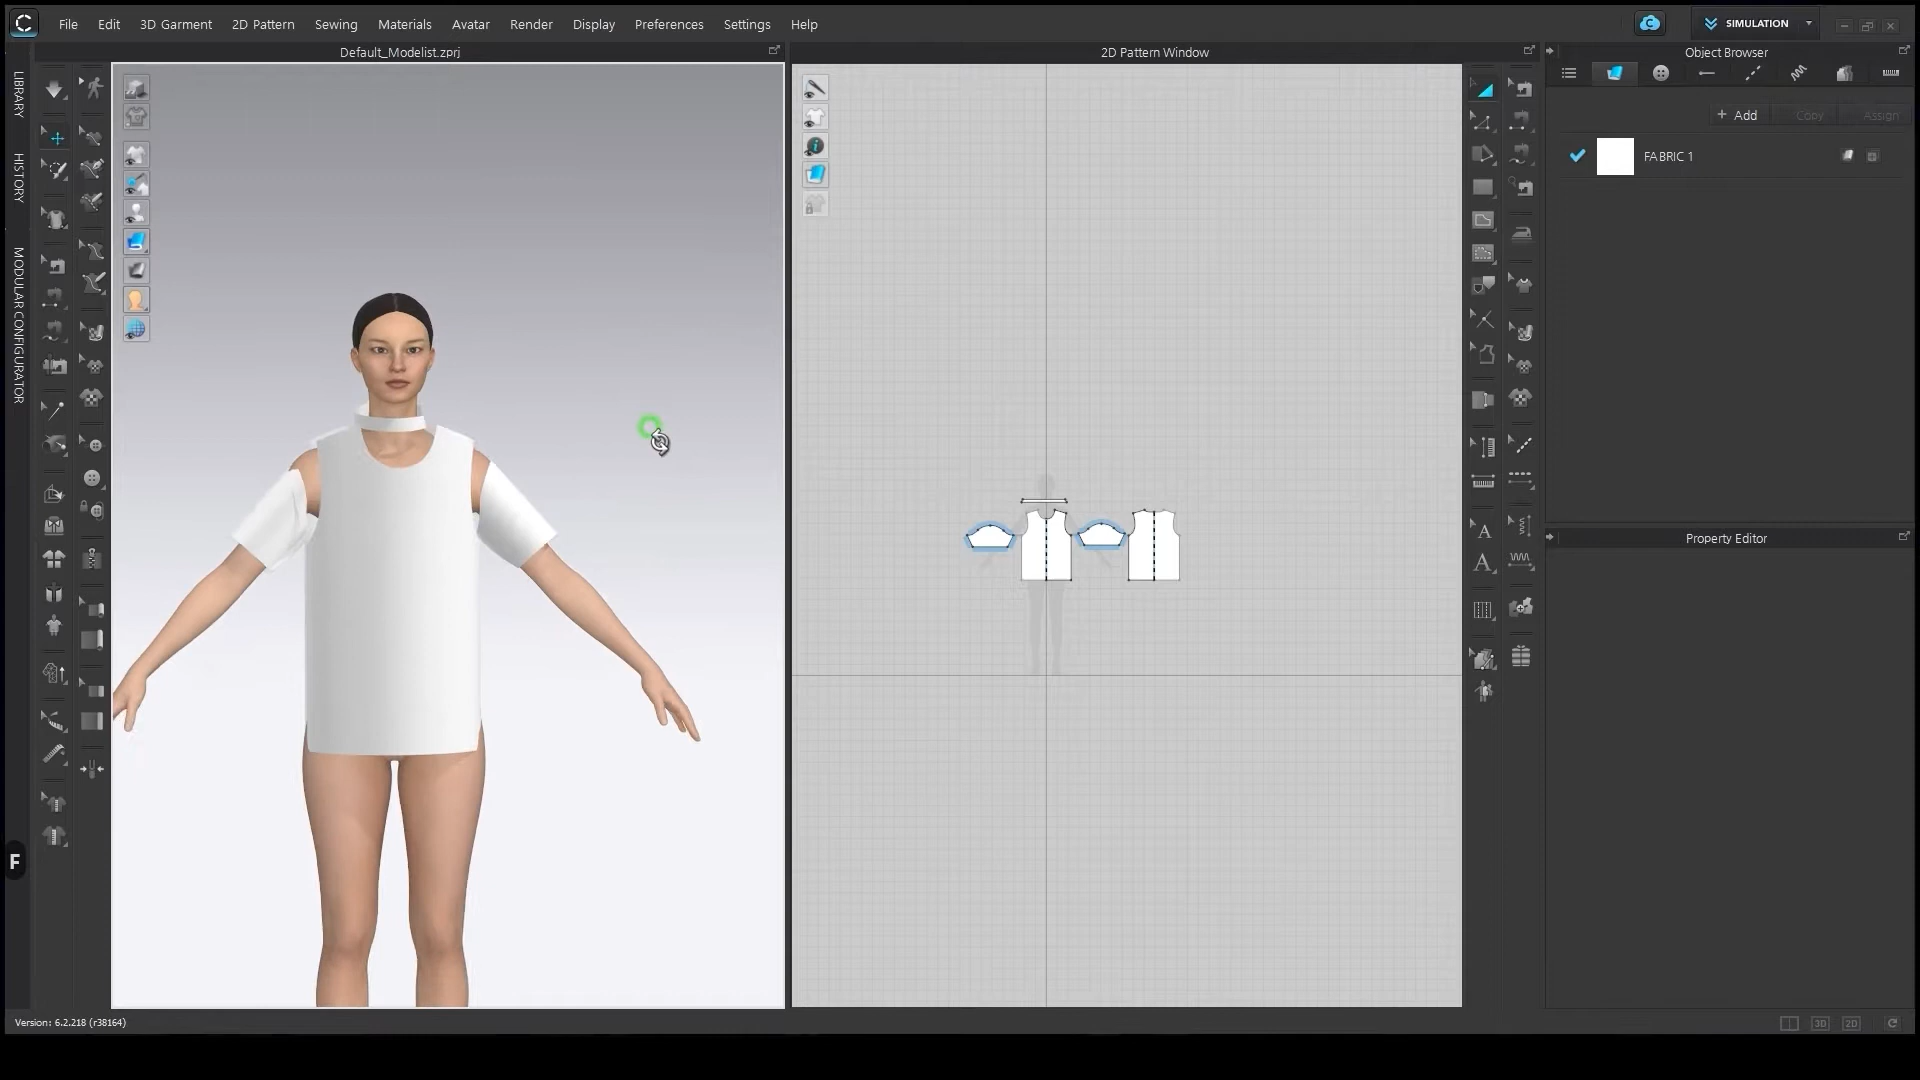 File Edit 3D Garment 2D Pattern Sewing Materials Avatar Render Display Preferences Settings Help
SIMULATION
Default_Modelist.zprj
2D Pattern Window
Object Browser
LIBRARY
HISTORY
MODULAR CONFIGURATOR
+ Add Copy Assign
FABRIC 1
Property Editor
F
Version: 6.2.218 (r38164)
3D 2D